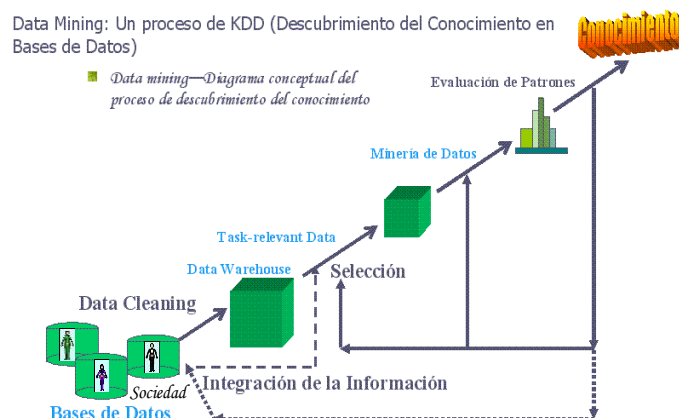 Data Mining: Un proceso de KDD (Descubrimiento del Conocimiento en
Bases de Datos)
Conocimiento
Data mining—Diagrama conceptual del
proceso de descubrimiento del conocimiento
Evaluación de Patrones
Minería de Datos
Task-relevant Data
Data Warehouse
Selección
Data Cleaning
Integración de la Información
Sociedad
Bases de Datos